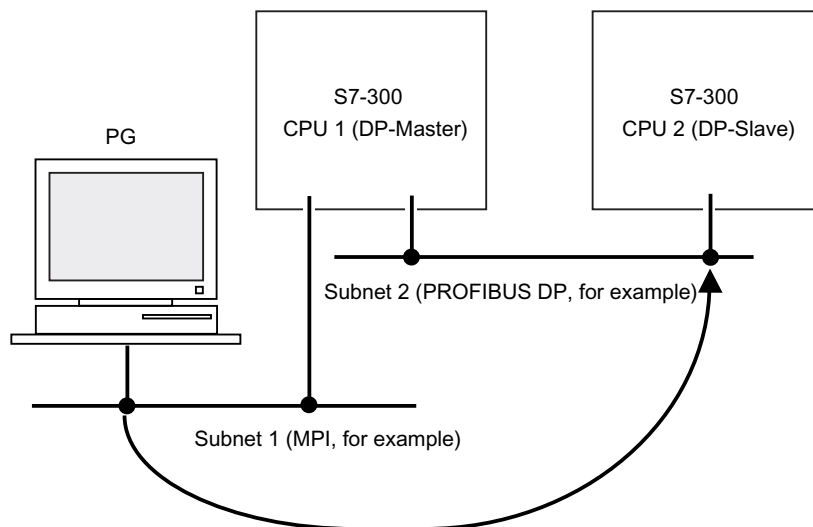 PG
S7-300
CPU 1 (DP-Master)
S7-300
CPU 2 (DP-Slave)
Subnet 2 (PROFIBUS DP, for example)
Subnet 1 (MPI, for example)